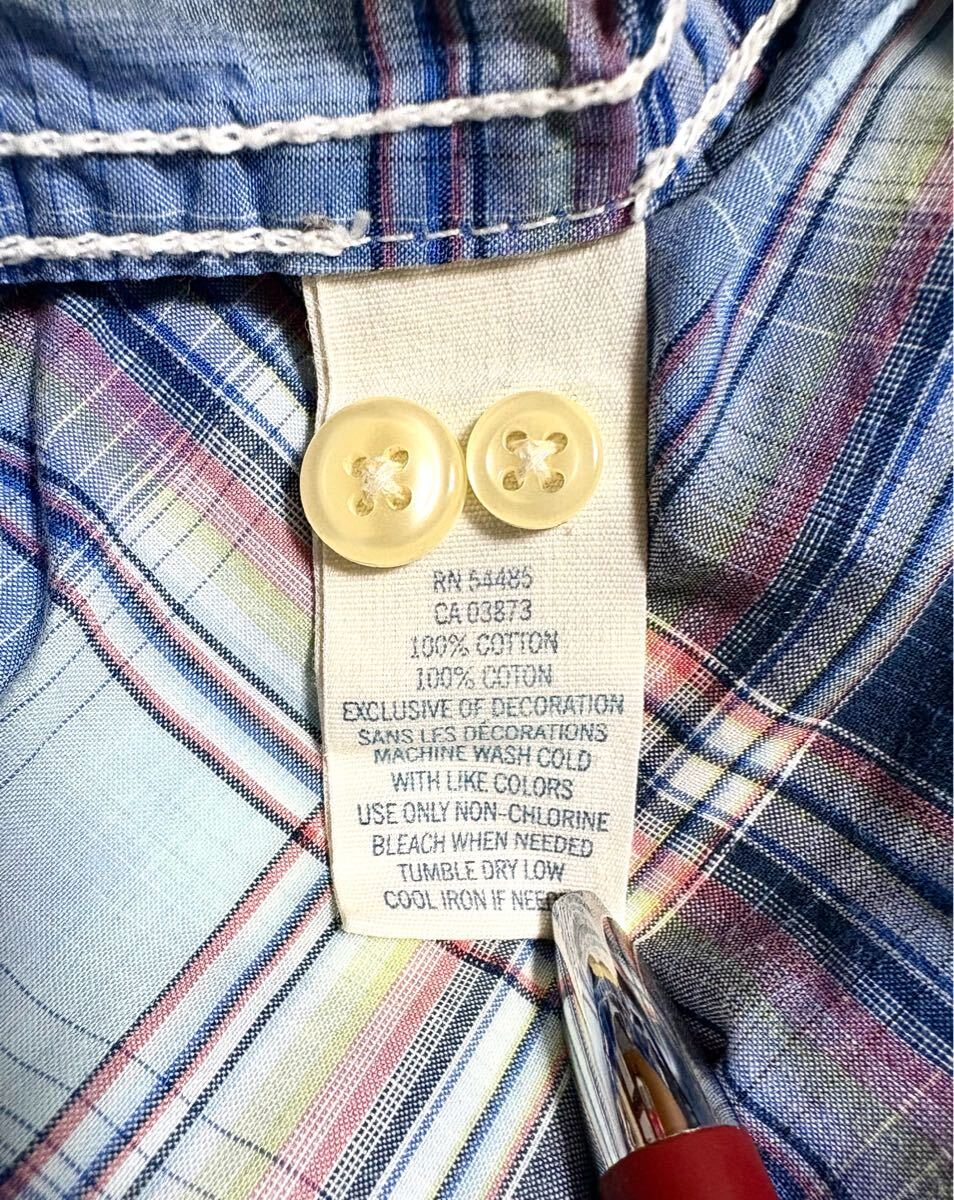 RN 54485
CA 03873
100% COTTON
100% COTON
EXCLUSIVE OF DECORATION
SANS LES DÉCORATIONS
MACHINE WASH COLD
WITH LIKE COLORS
USE ONLY NON-CHLORINE
BLEACH WHEN NEEDED
TUMBLE DRY LOW
COOL IRON IF